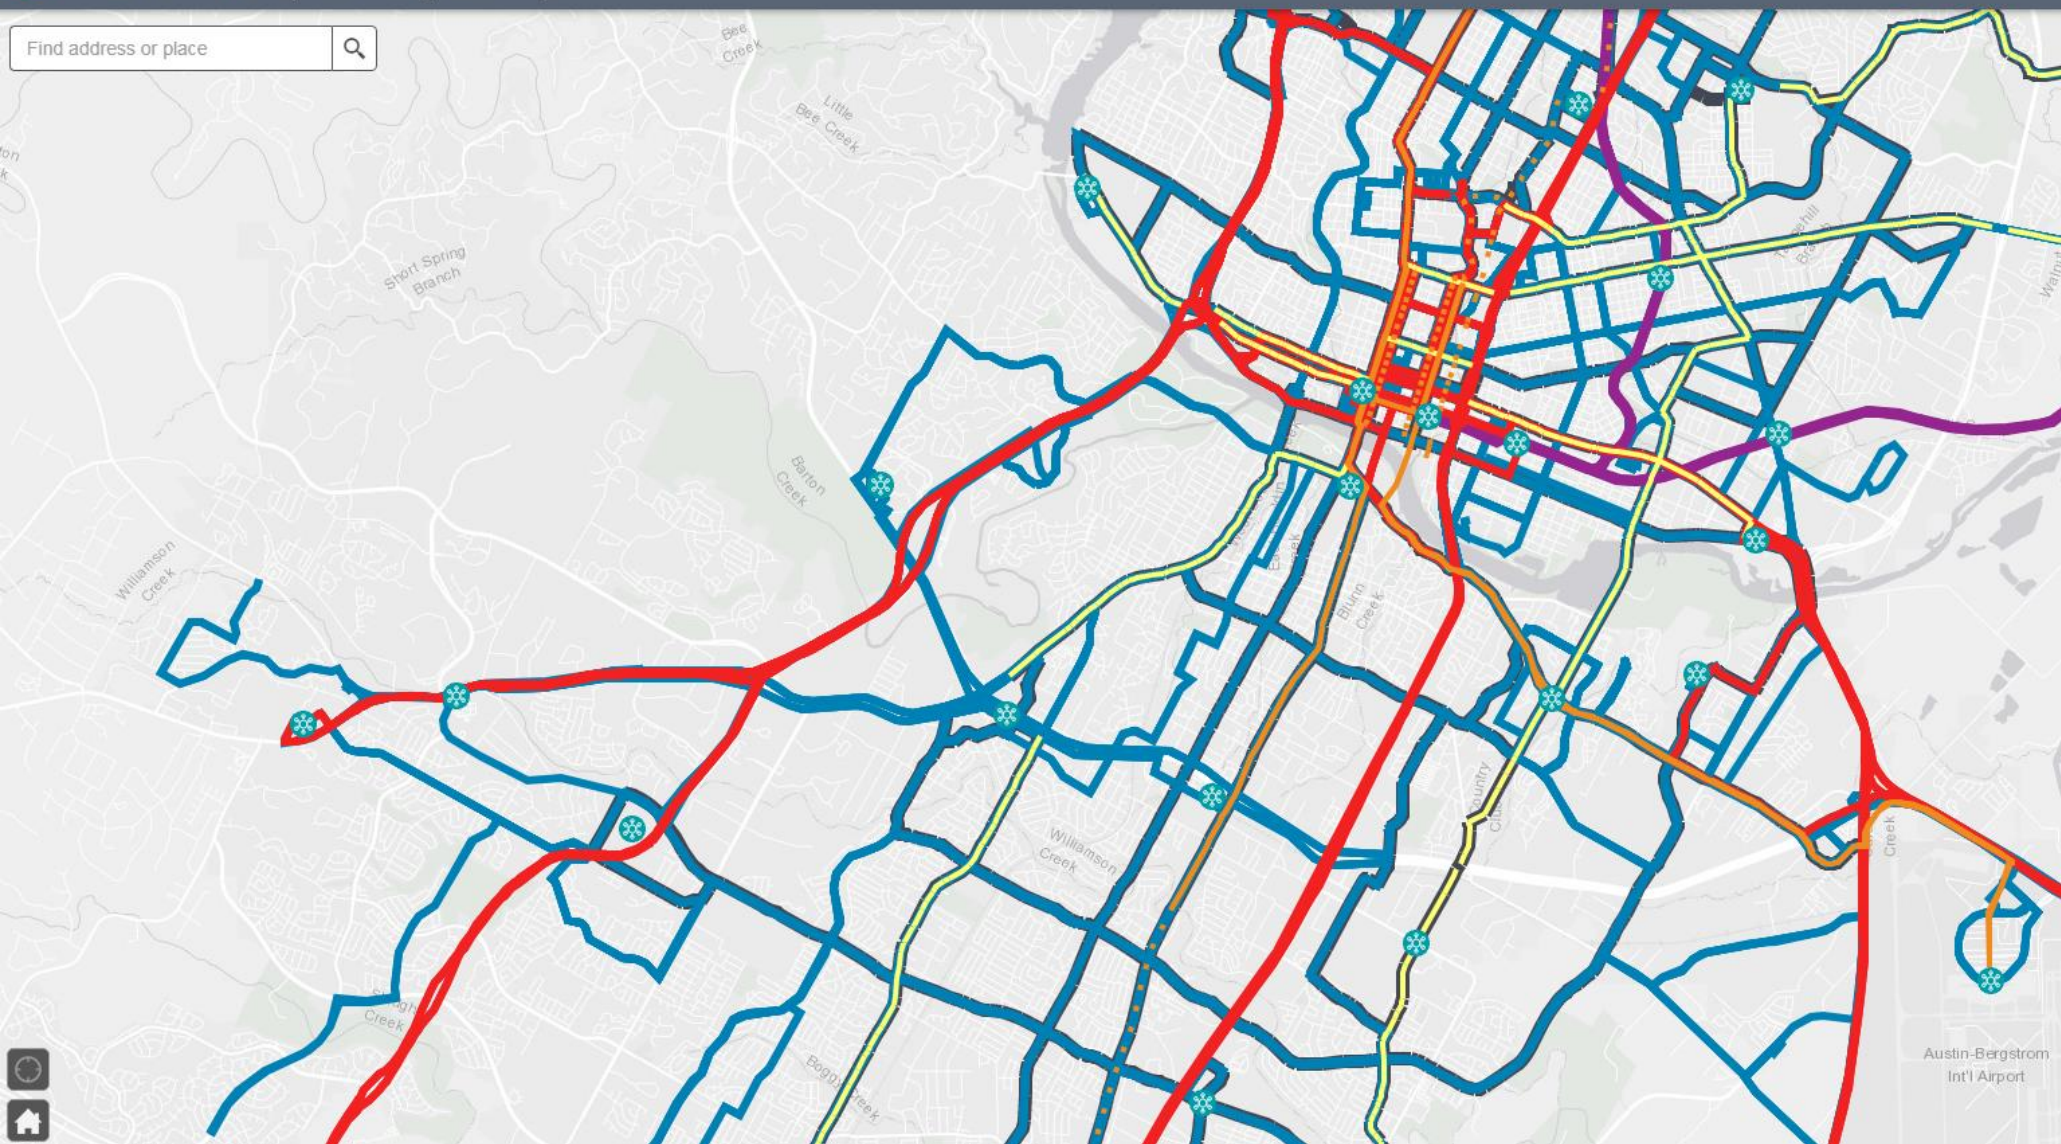 Find address or place
Bee
Creek
Little
Bee Creek
Short Spring
Branch
Barton
Creek
Williamson
Creek
Blunn
Creek
Country
Williamson
Creek
Creek
Creek
Boggy Creek
Austin-Bergstrom
Int'l Airport